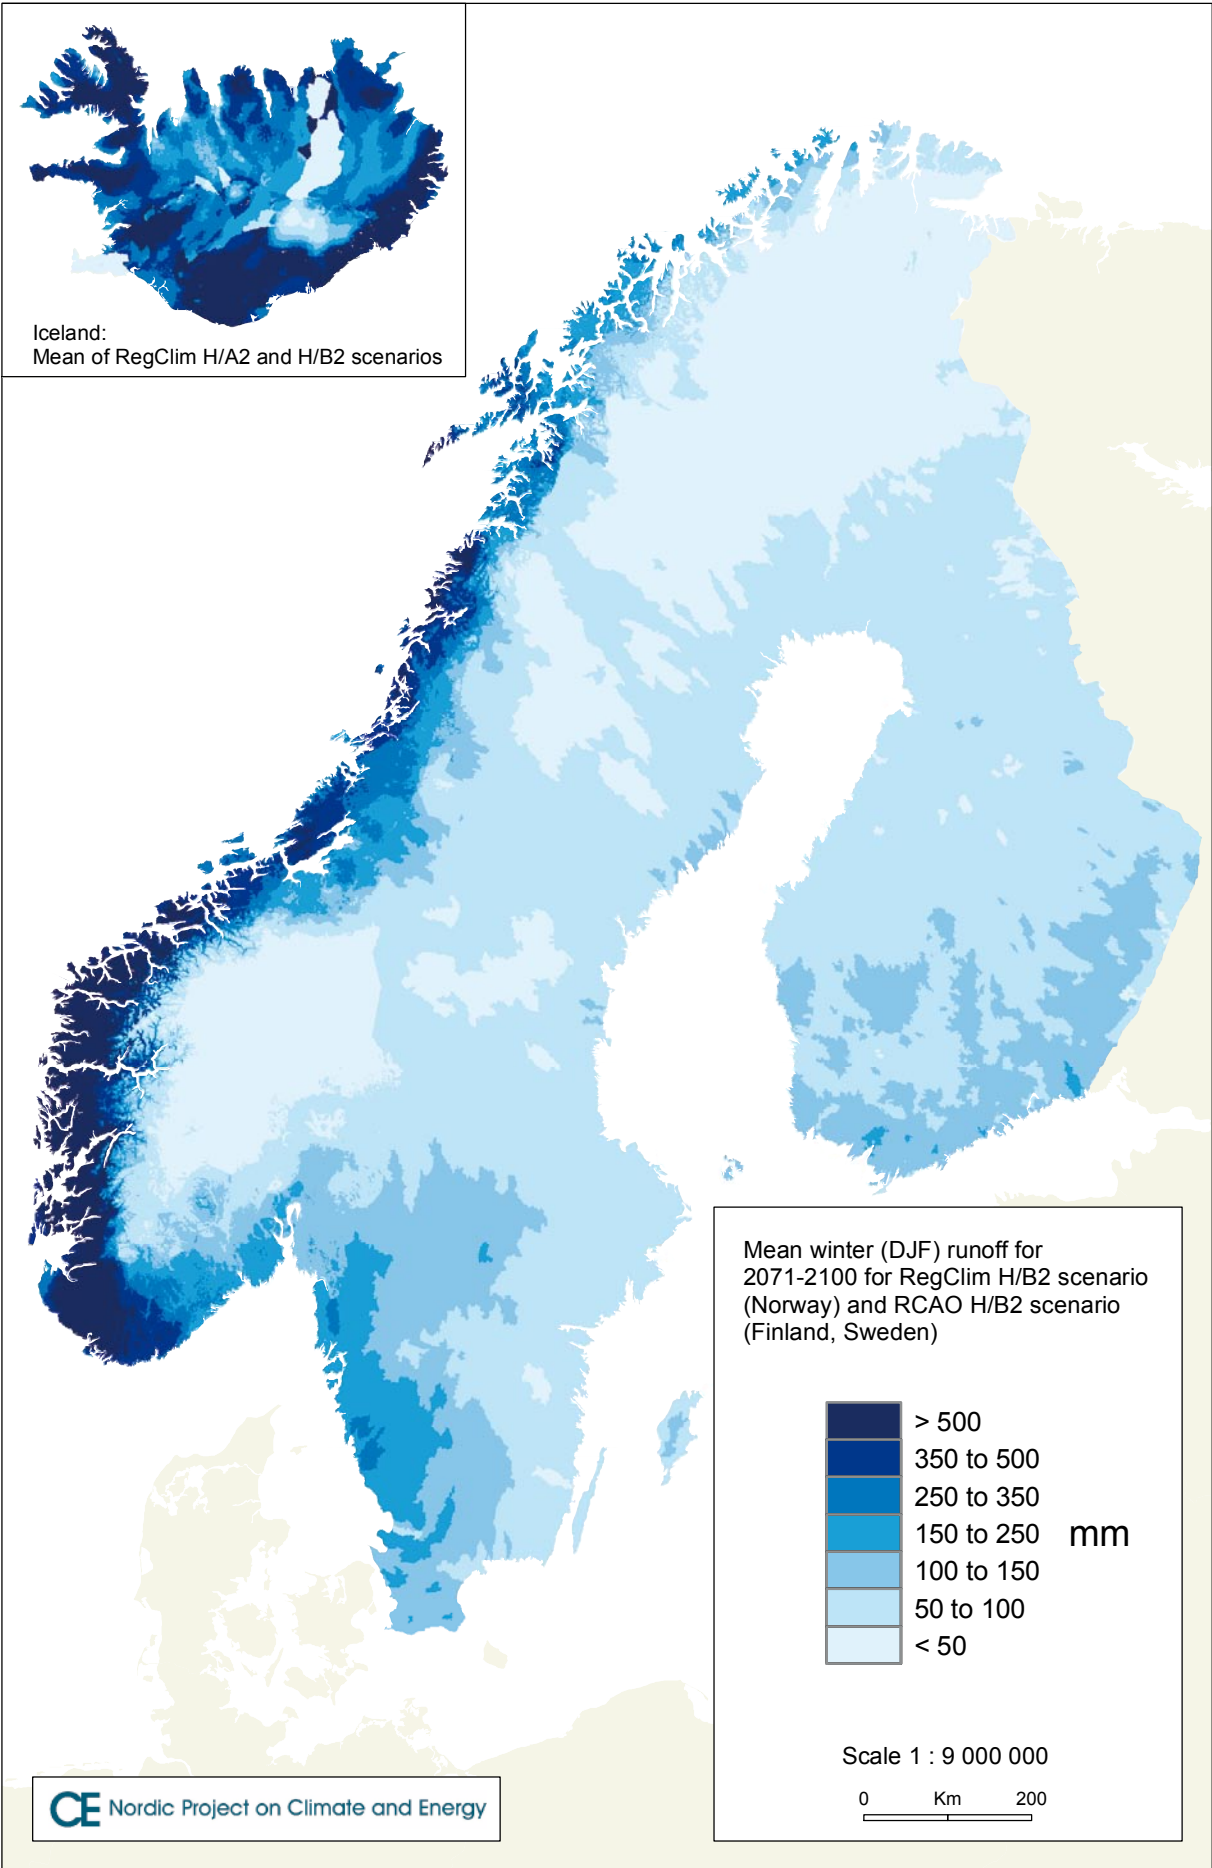 Iceland:
Mean of RegClim H/A2 and H/B2 scenarios
Mean winter (DJF) runoff for
2071-2100 for RegClim H/B2 scenario
(Norway) and RCAO H/B2 scenario
(Finland, Sweden)
> 500
350 to 500
250 to 350
150 to 250 mm
100 to 150
50 to 100
< 50
Scale 1 : 9 000 000
0 Km 200
CE Nordic Project on Climate and Energy